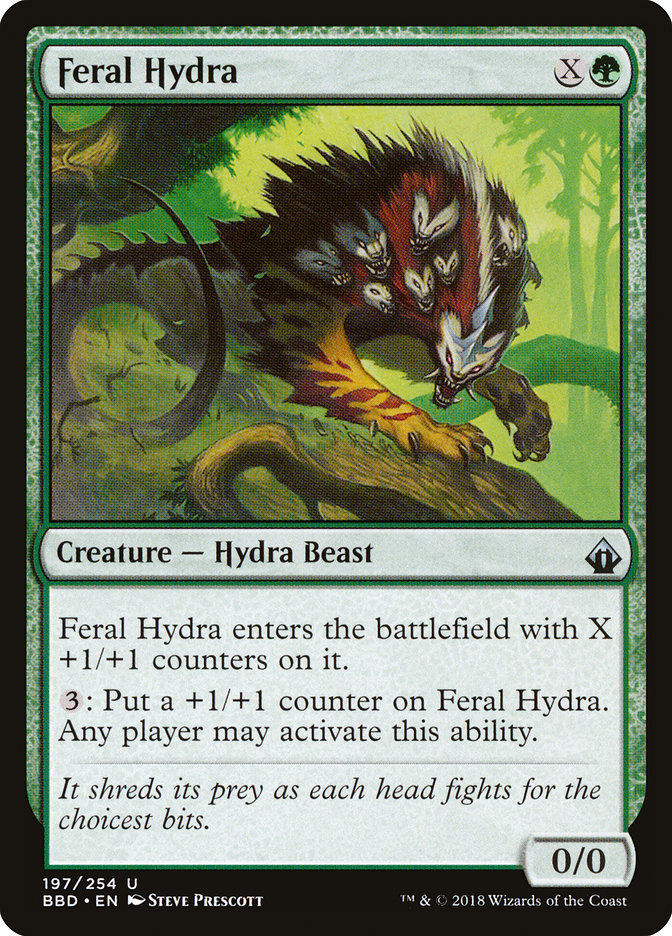 Feral Hydra
X
Creature — Hydra Beast
Feral Hydra enters the battlefield with X
+1/+1 counters on it.
3: Put a +1/+1 counter on Feral Hydra.
Any player may activate this ability.
It shreds its prey as each head fights for the
choicest bits.
0/0
197/254 U
BBD • EN Steve Prescott
™ & © 2018 Wizards of the Coast